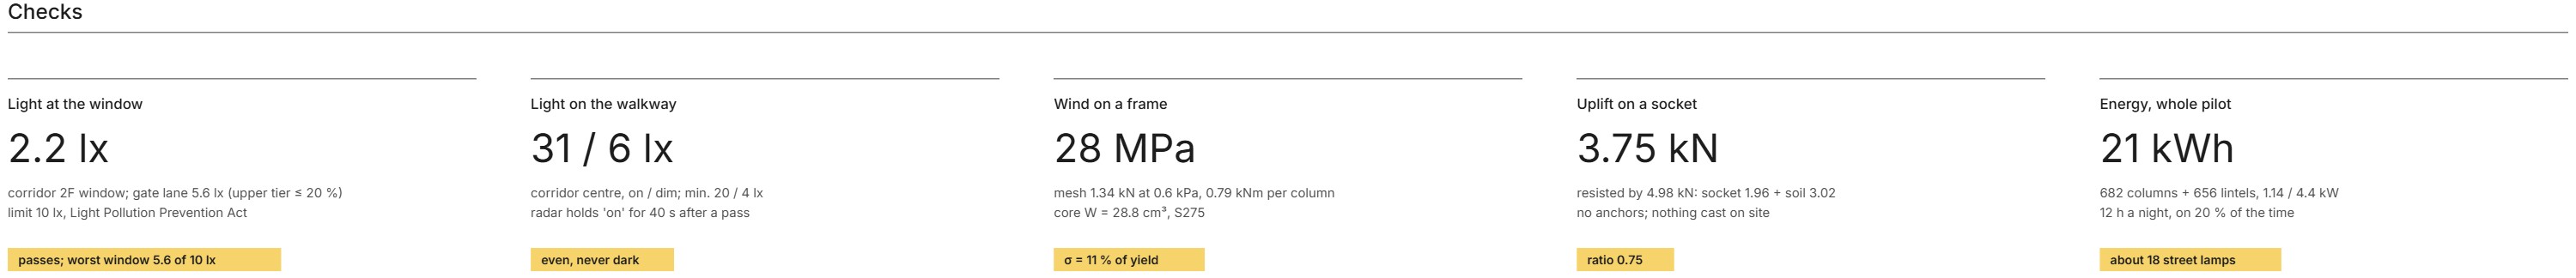 Checks
Light at the window
2.2 lx
corridor 2F window; gate lane 5.6 lx (upper tier ≤ 20 %)
limit 10 lx, Light Pollution Prevention Act
passes; worst window 5.6 of 10 lx
Light on the walkway
31 / 6 lx
corridor centre, on / dim; min. 20 / 4 lx
radar holds 'on' for 40 s after a pass
even, never dark
Wind on a frame
28 MPa
mesh 1.34 kN at 0.6 kPa, 0.79 kNm per column
core W = 28.8 cm³, S275
σ = 11 % of yield
Uplift on a socket
3.75 kN
resisted by 4.98 kN: socket 1.96 + soil 3.02
no anchors; nothing cast on site
ratio 0.75
Energy, whole pilot
21 kWh
682 columns + 656 lintels, 1.14 / 4.4 kW
12 h a night, on 20 % of the time
about 18 street lamps